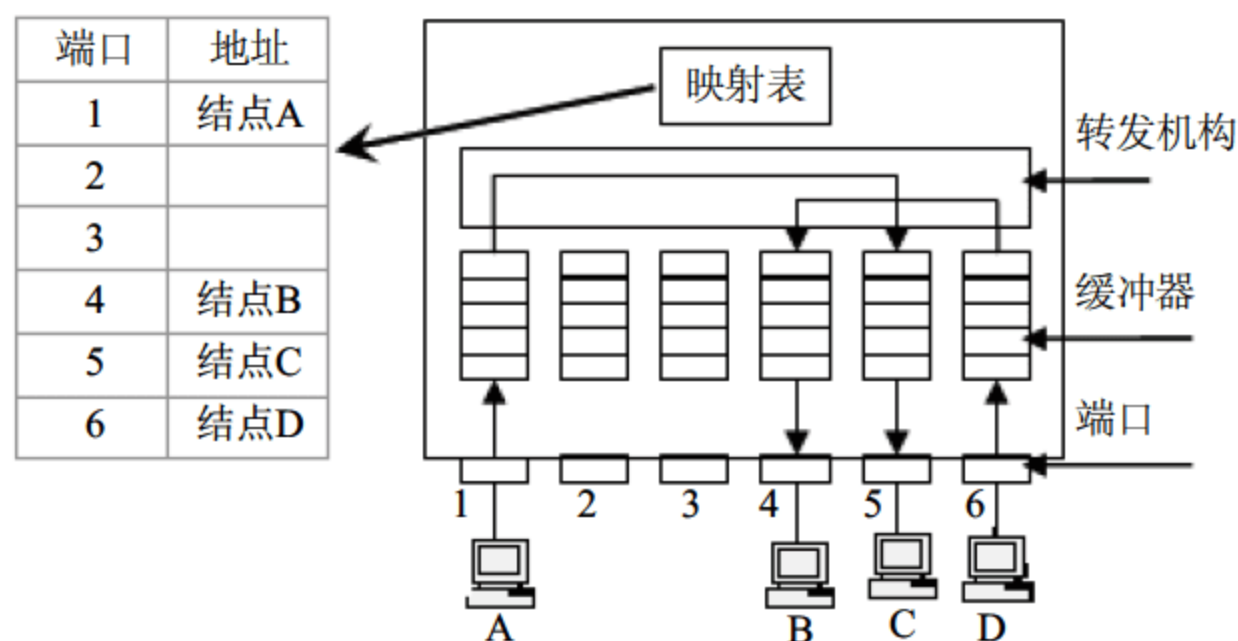 端口 地址
1 结点A
2
3
4 结点B
5 结点C
6 结点D
映射表
转发机构
缓冲器
端口
1 2 3 4 5 6
A B C D